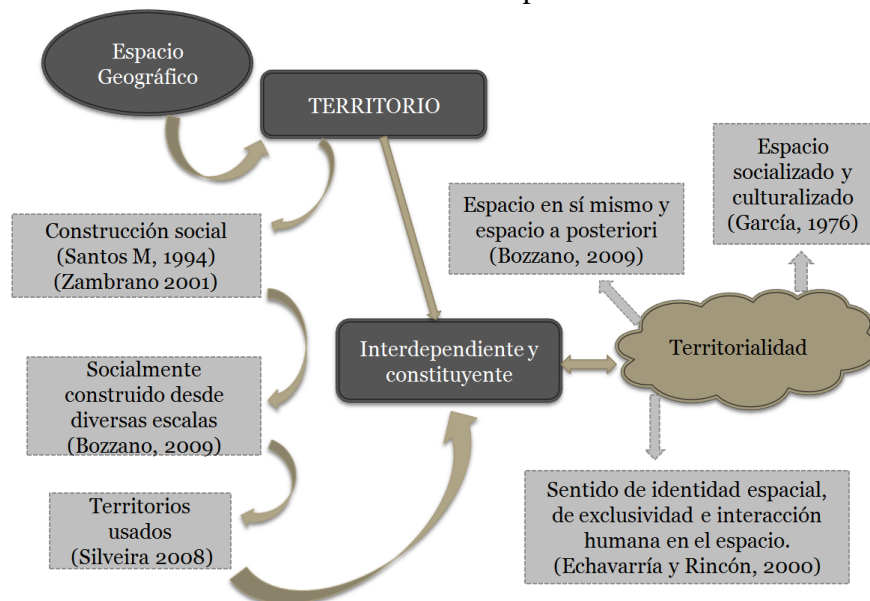 Espacio
Geográfico
TERRITORIO
Construcción social
(Santos M, 1994)
(Zambrano 2001)
Socialmente
construido desde
diversas escalas
(Bozzano, 2009)
Territorios
usados
(Silveira 2008)
Interdependiente y
constituyente
Espacio en sí mismo y
espacio a posteriori
(Bozzano, 2009)
Espacio
socializado y
culturalizado
(García, 1976)
Territorialidad
Sentido de identidad espacial,
de exclusividad e interacción
humana en el espacio.
(Echavarría y Rincón, 2000)